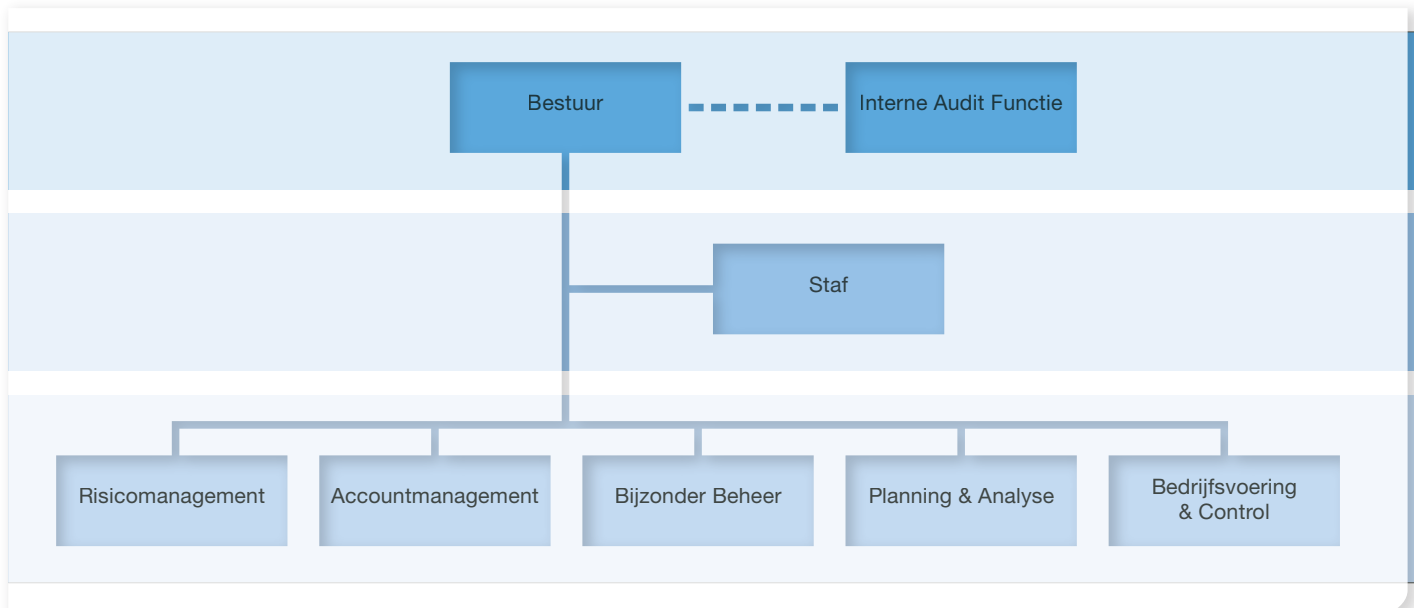 Bestuur
Interne Audit Functie
Staf
Risicomanagement
Accountmanagement
Bijzonder Beheer
Planning & Analyse
Bedrijfsvoering
& Control